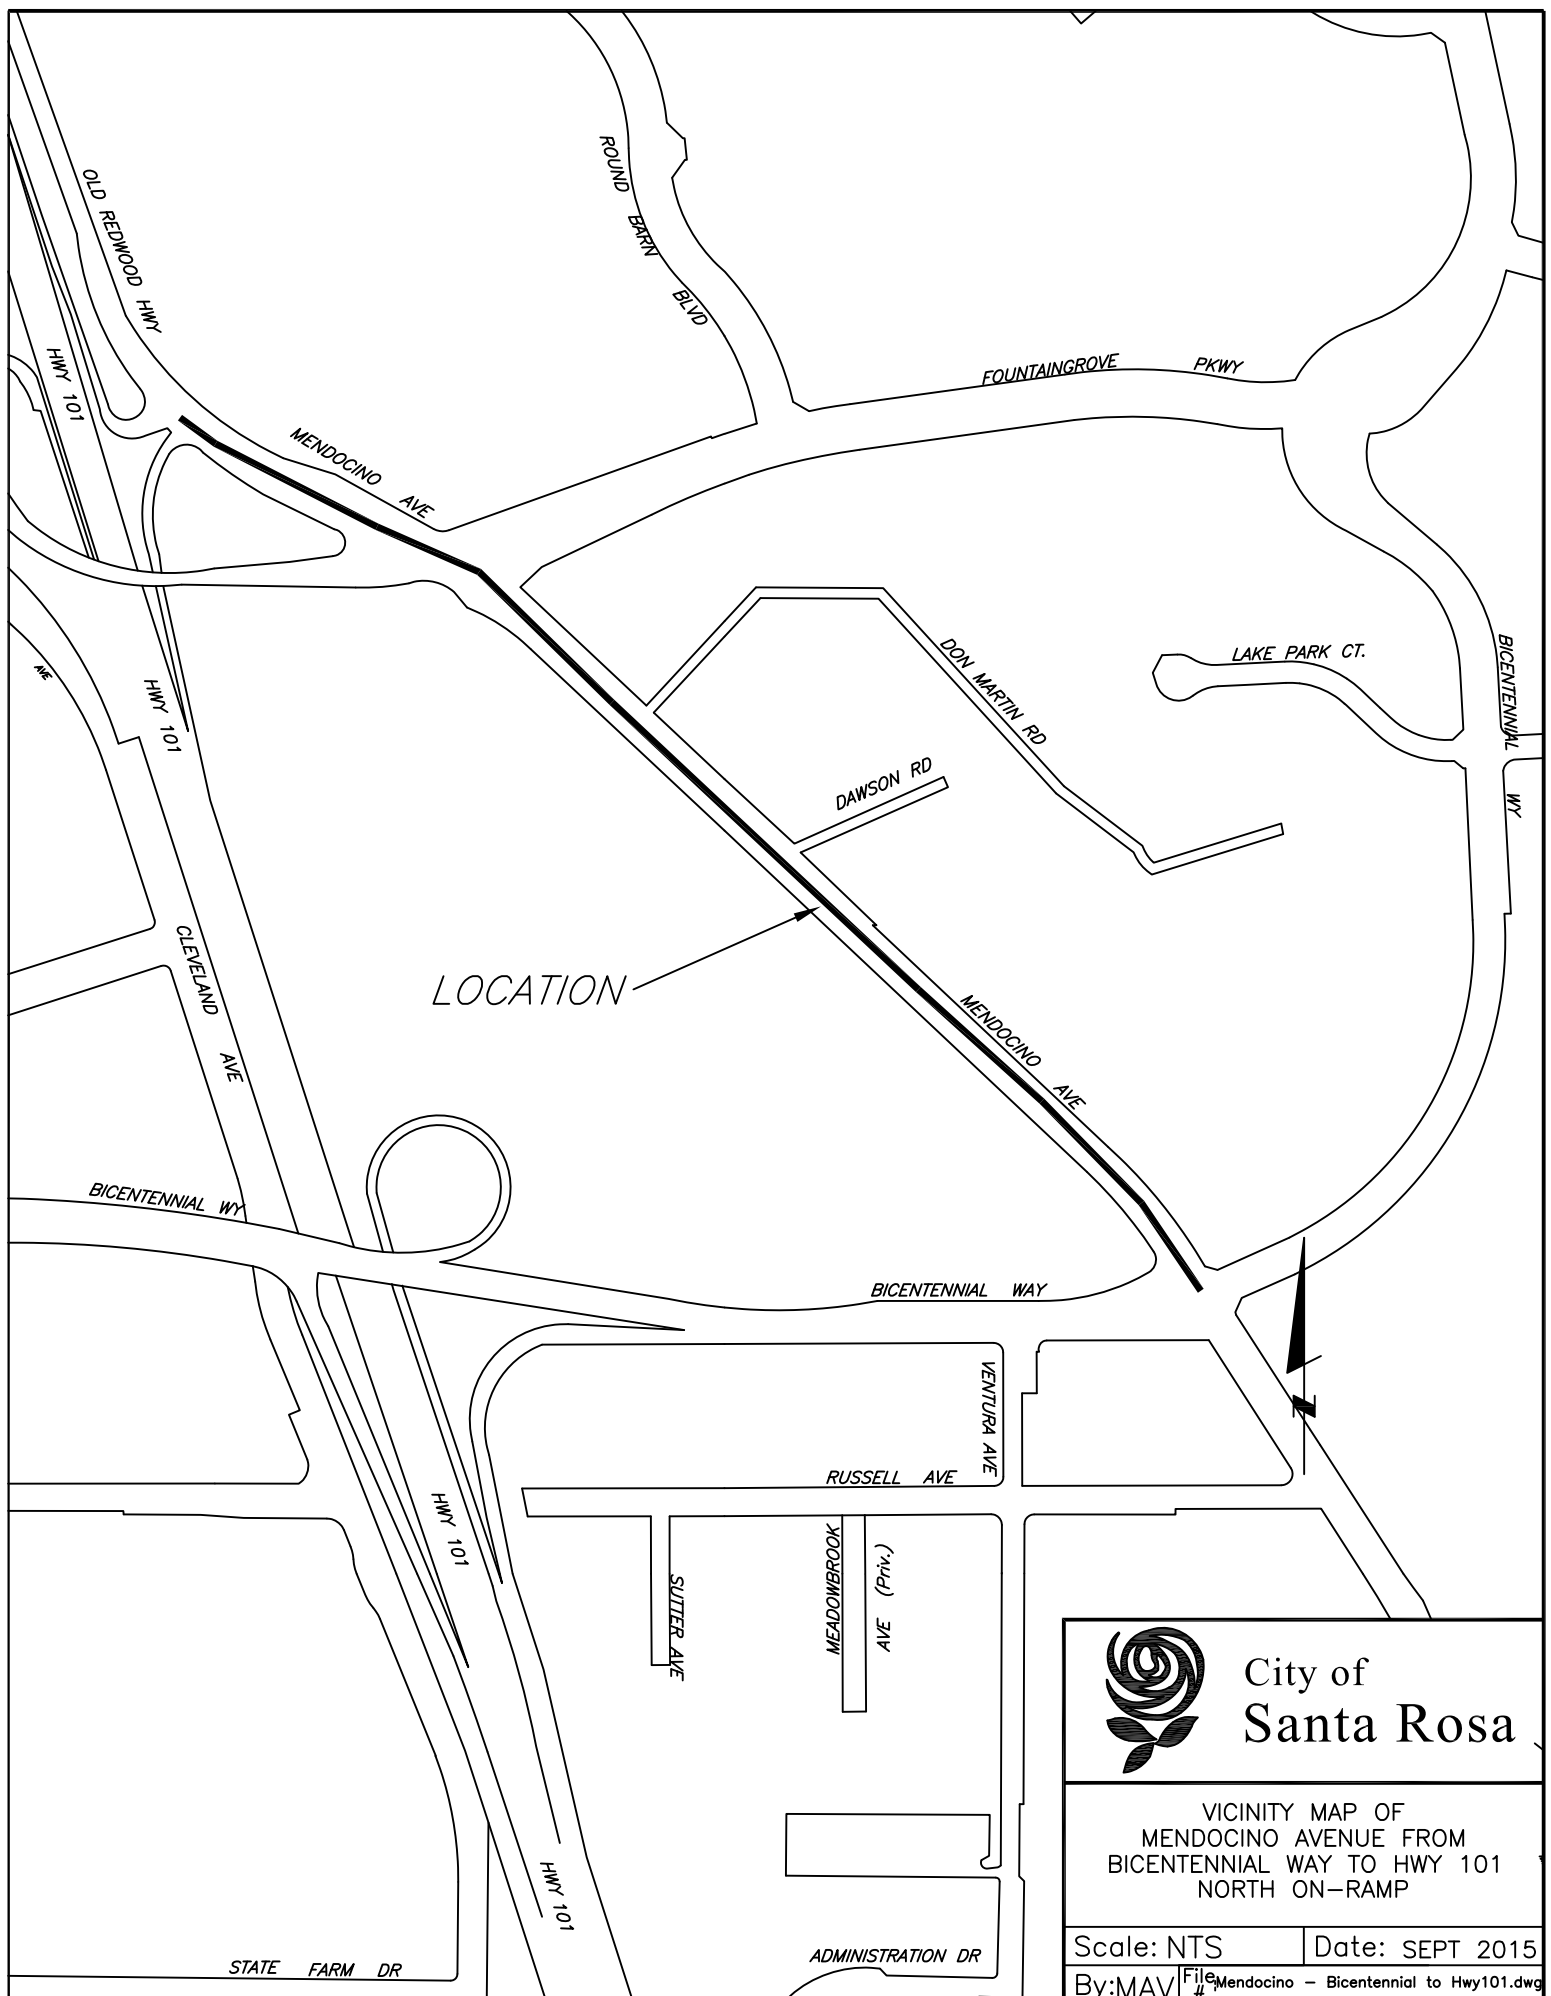 OLD REDWOOD HWY
ROUND BARN BLVD
HWY 101
FOUNTAINGROVE PKWY
MENDOCINO AVE
AVE
HWY 101
DON MARTIN RD
LAKE PARK CT.
BICENTENNIAL WY
DAWSON RD
CLEVELAND AVE
LOCATION
MENDOCINO AVE
BICENTENNIAL WY
BICENTENNIAL WAY
N
VENTURA AVE
RUSSELL AVE
HWY 101
SUTTER AVE
MEADOWBROOK
AVE (Priv.)
HWY 101
STATE FARM DR
ADMINISTRATION DR
City of
Santa Rosa
VICINITY MAP OF
MENDOCINO AVENUE FROM
BICENTENNIAL WAY TO HWY 101
NORTH ON-RAMP
Scale: NTS Date: SEPT 2015
By: MAV File #: Mendocino - Bicentennial to Hwy101.dwg